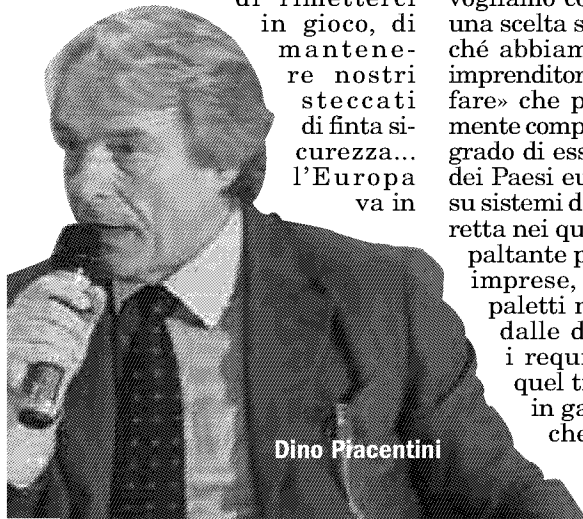 di rimetterci
in gioco, di
mantene-
re nostri
steccati
di finta si-
curezza...
l'Europa
va in
vogliamo co
una scelta s
ché abbiam
imprenditor
fare» che p
mente comp
grado di ess
dei Paesi eu
su sistemi d
retta nei qu
paltante p
imprese,
paletti n
dalle d
i requi
quel ti
in ga
che
Dino Piacentini